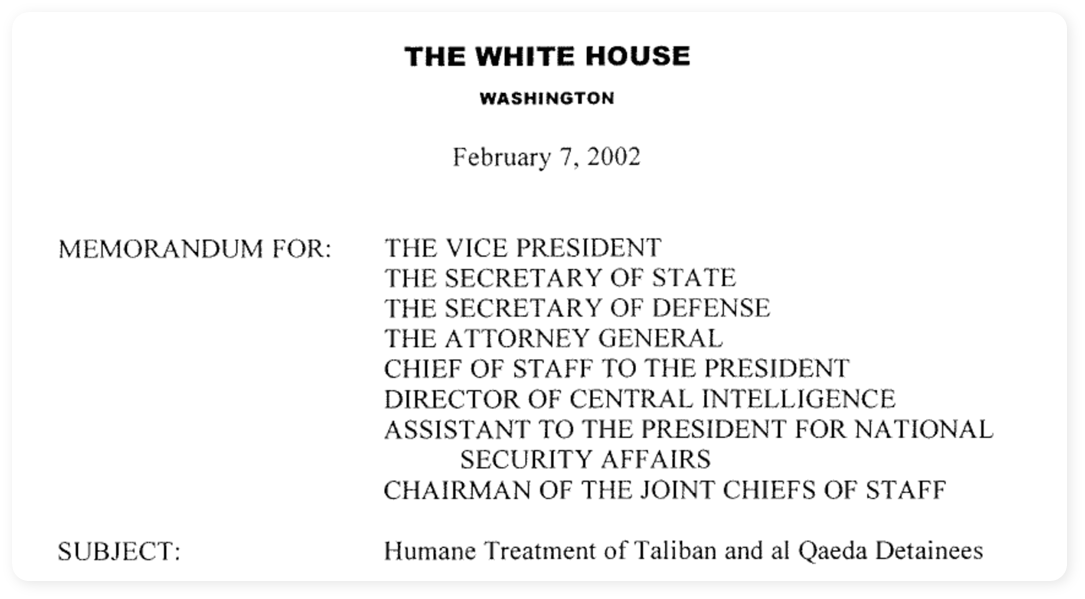 THE WHITE HOUSE
WASHINGTON
February 7, 2002
MEMORANDUM FOR: THE VICE PRESIDENT
THE SECRETARY OF STATE
THE SECRETARY OF DEFENSE
THE ATTORNEY GENERAL
CHIEF OF STAFF TO THE PRESIDENT
DIRECTOR OF CENTRAL INTELLIGENCE
ASSISTANT TO THE PRESIDENT FOR NATIONAL
SECURITY AFFAIRS
CHAIRMAN OF THE JOINT CHIEFS OF STAFF
SUBJECT: Humane Treatment of Taliban and al Qaeda Detainees